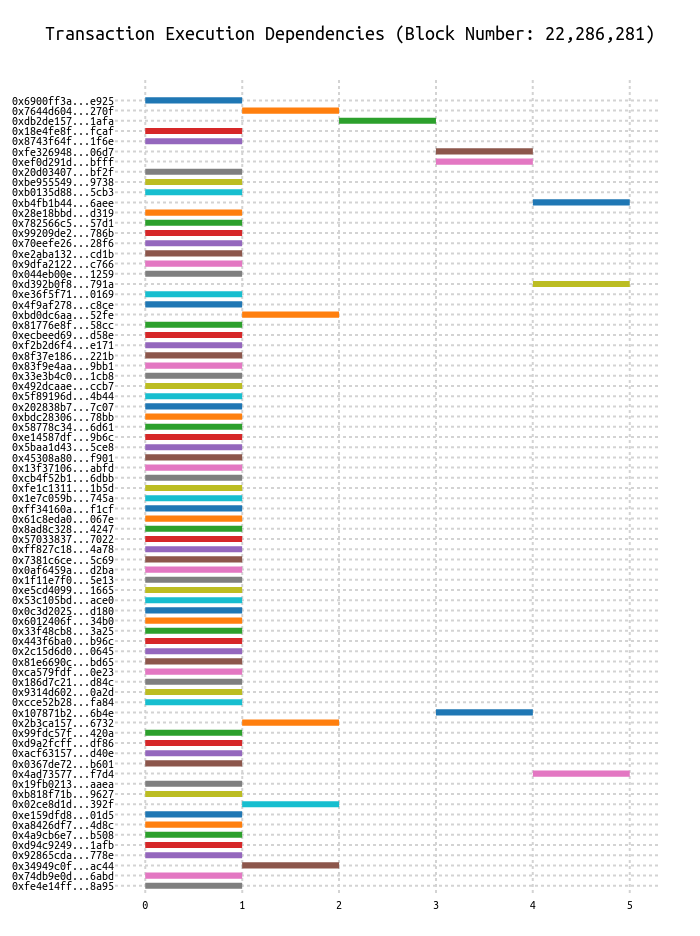 Transaction Execution Dependencies (Block Number: 22,286,281)
0x6900ff3a...e925
0x7644d604...270f
0xdb2de157...1afa
0x18e4fe8f...fcaf
0x8743f64f...1f6e
0xfe326948...06d7
0xef0d291d...bfff
0x20d03407...bf2f
0xbe955549...9738
0xb0135d88...5cb3
0xb4fb1b44...6aee
0x28e18bbd...d319
0x782566c5...57d1
0x99209de2...786b
0x70eefe26...28f6
0xe2aba132...cd1b
0x9dfa2122...c766
0x044eb00e...1259
0xd392b0f8...791a
0xe36f5f71...0169
0x4f9af278...c8ce
0xbd0dc6aa...52fe
0x81776e8f...58cc
0xecbeed69...d58e
0xf2b2d6f4...e171
0x8f37e186...221b
0x83f9e4aa...9bb1
0x33e3b4c0...1cb8
0x492dcaae...ccb7
0x5f89196d...4b44
0x202838b7...7c07
0xbdc28306...78bb
0x58778c34...6d61
0xe14587df...9b6c
0x5baa1d43...5ce8
0x45308a80...f901
0x13f37106...abfd
0xcb4f52b1...6dbb
0xfe1c1311...1b5d
0x1e7c059b...745a
0xff34160a...f1cf
0x61c8eda0...067e
0x8ad8c328...4247
0x57033837...7022
0xff827c18...4a78
0x7381c6ce...5c69
0x0af6459a...d2ba
0x1f11e7f0...5e13
0xe5cd4099...1665
0x53c105bd...ace0
0x0c3d2025...d180
0x6012406f...34b0
0x33f48cb8...3a25
0x443f6ba0...b96c
0x2c15d6d0...0645
0x81e6690c...bd65
0xca579fdf...0e23
0x186d7c21...d84c
0x9314d602...0a2d
0xcce52b28...fa84
0x107871b2...6b4e
0x2b3ca157...6732
0x99fdc57f...420a
0xd9a2fcff...df86
0xacf63157...d40e
0x0367de72...b601
0x4ad73577...f7d4
0x19fb0213...aaea
0xb818f71b...9627
0x02ce8d1d...392f
0xe159dfd8...01d5
0xa8426df7...4d8c
0x4a9cb6e7...b508
0xd94c9249...1afb
0x92865cda...778e
0x34949c0f...ac44
0x74db9e0d...6abd
0xfe4e14ff...8a95
0 1 2 3 4 5